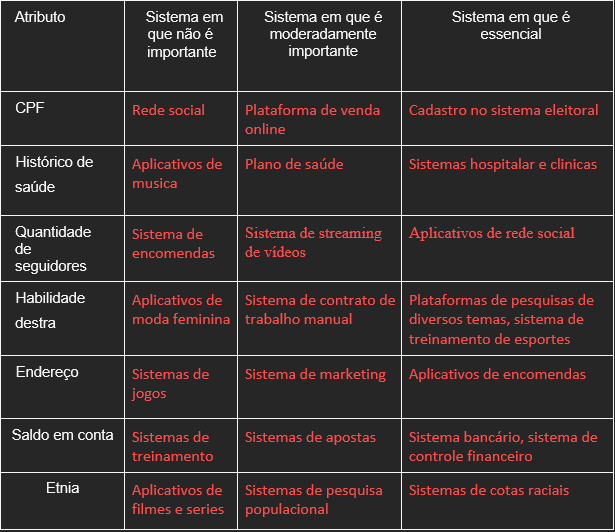 Atributo
Sistema em
que não é
importante
Sistema em que é
moderadamente
importante
Sistema em que é
essencial
CPF
Rede social
Plataforma de venda
online
Cadastro no sistema eleitoral
Histórico de
saúde
Aplicativos de
musica
Plano de saúde
Sistemas hospitalar e clinicas
Quantidade
de
seguidores
Sistema de
encomendas
Sistema de streaming
de vídeos
Aplicativos de rede social
Habilidade
destra
Aplicativos de
moda feminina
Sistema de contrato de
trabalho manual
Plataformas de pesquisas de
diversos temas, sistema de
treinamento de esportes
Endereço
Sistemas de
jogos
Sistema de marketing
Aplicativos de encomendas
Saldo em conta
Sistemas de
treinamento
Sistemas de apostas
Sistema bancário, sistema de
controle financeiro
Etnia
Aplicativos de
filmes e series
Sistemas de pesquisa
populacional
Sistemas de cotas raciais